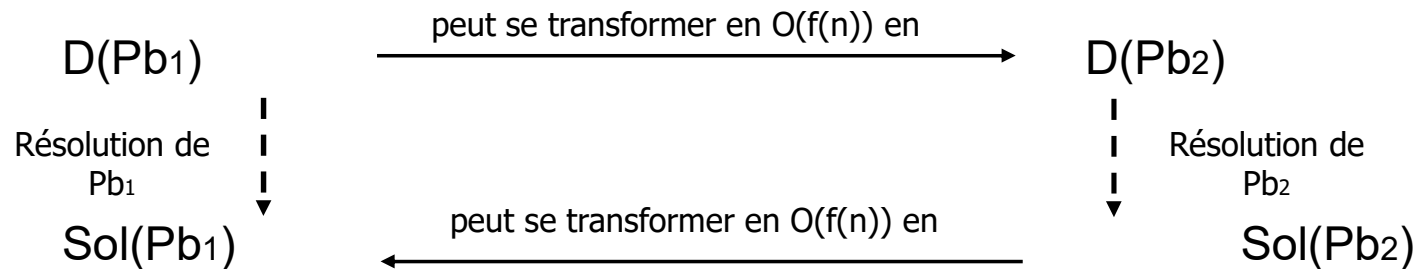 peut se transformer en O(f(n)) en
D(Pb1)
D(Pb2)
Résolution de
Pb1
Résolution de
Pb2
peut se transformer en O(f(n)) en
Sol(Pb1)
Sol(Pb2)